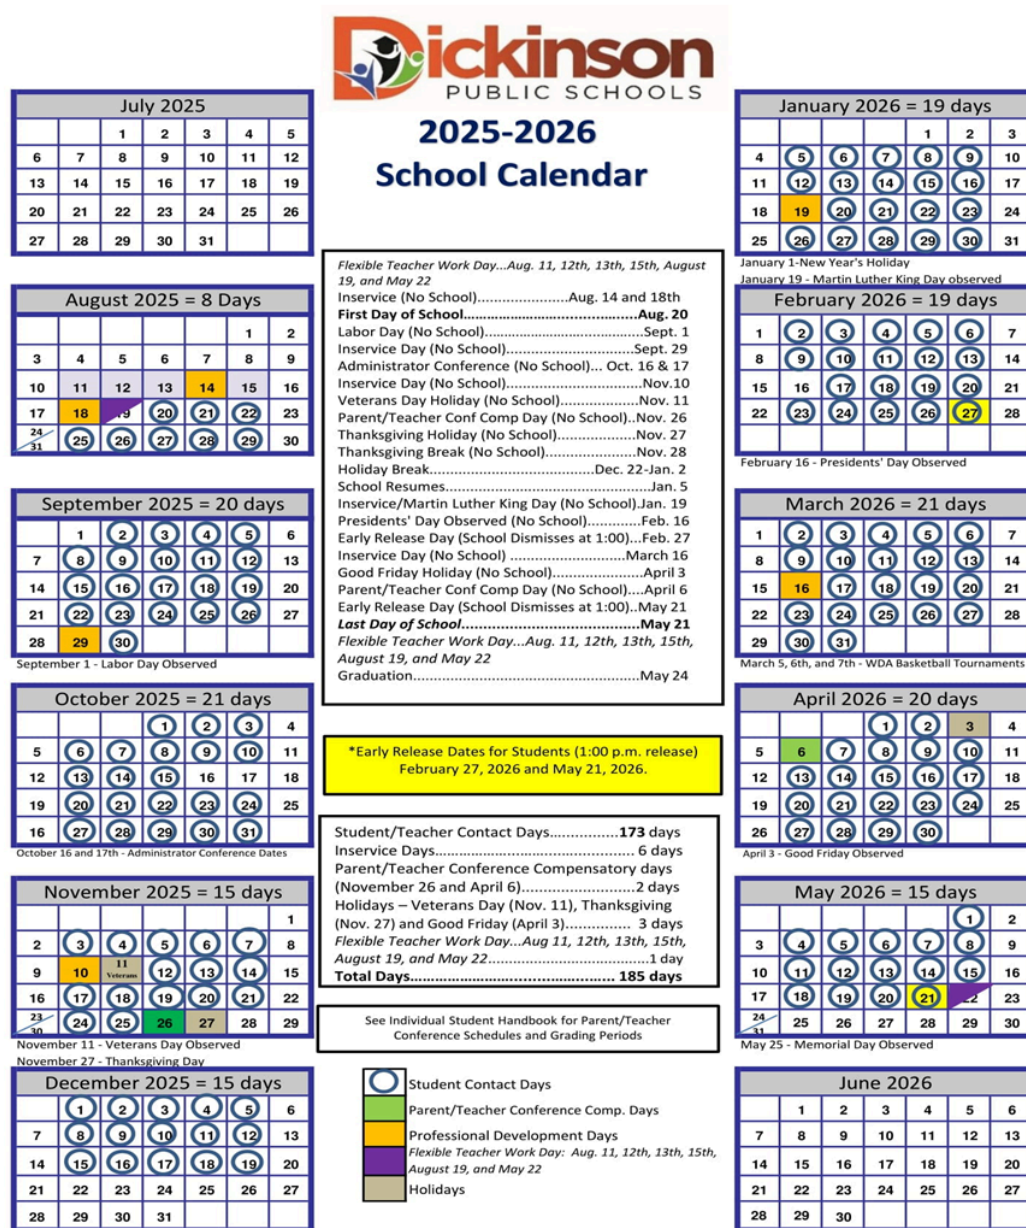 Dickinson
PUBLIC SCHOOLS
2025-2026
School Calendar
July 2025
1 2 3 4 5
6 7 8 9 10 11 12
13 14 15 16 17 18 19
20 21 22 23 24 25 26
27 28 29 30 31
August 2025 = 8 Days
1 2
3 4 5 6 7 8 9
10 11 12 13 14 15 16
17 18 19 20 21 22 23
24/31 25 26 27 28 29 30
September 2025 = 20 days
1 2 3 4 5 6
7 8 9 10 11 12 13
14 15 16 17 18 19 20
21 22 23 24 25 26 27
28 29 30
September 1 - Labor Day Observed
October 2025 = 21 days
1 2 3 4
5 6 7 8 9 10 11
12 13 14 15 16 17 18
19 20 21 22 23 24 25
16 27 28 29 30 31
October 16 and 17th - Administrator Conference Dates
November 2025 = 15 days
1
2 3 4 5 6 7 8
9 10 11 Veterans 12 13 14 15
16 17 18 19 20 21 22
23/30 24 25 26 27 28 29
November 11 - Veterans Day Observed
November 27 - Thanksgiving Day
December 2025 = 15 days
1 2 3 4 5 6
7 8 9 10 11 12 13
14 15 16 17 18 19 20
21 22 23 24 25 26 27
28 29 30 31
Flexible Teacher Work Day...Aug. 11, 12th, 13th, 15th, August
19, and May 22
Inservice (No School)......................Aug. 14 and 18th
First Day of School.......................................Aug. 20
Labor Day (No School)......................................Sept. 1
Inservice Day (No School)...............................Sept. 29
Administrator Conference (No School)... Oct. 16 & 17
Inservice Day (No School)................................Nov.10
Veterans Day Holiday (No School)....................Nov. 11
Parent/Teacher Conf Comp Day (No School)..Nov. 26
Thanksgiving Holiday (No School)...................Nov. 27
Thanksgiving Break (No School)......................Nov. 28
Holiday Break........................................Dec. 22-Jan. 2
School Resumes.....................................................Jan. 5
Inservice/Martin Luther King Day (No School).Jan. 19
Presidents' Day Observed (No School).............Feb. 16
Early Release Day (School Dismisses at 1:00)...Feb. 27
Inservice Day (No School) ............................March 16
Good Friday Holiday (No School)......................April 3
Parent/Teacher Conf Comp Day (No School)....April 6
Early Release Day (School Dismisses at 1:00)..May 21
Last Day of School...........................................May 21
Flexible Teacher Work Day...Aug. 11, 12th, 13th, 15th,
August 19, and May 22
Graduation.......................................................May 24
*Early Release Dates for Students (1:00 p.m. release)
February 27, 2026 and May 21, 2026.
Student/Teacher Contact Days................173 days
Inservice Days................................................ 6 days
Parent/Teacher Conference Compensatory days
(November 26 and April 6)...........................2 days
Holidays – Veterans Day (Nov. 11), Thanksgiving
(Nov. 27) and Good Friday (April 3)............... 3 days
Flexible Teacher Work Day...Aug 11, 12th, 13th, 15th,
August 19, and May 22.....................................1 day
Total Days..................................................... 185 days
See Individual Student Handbook for Parent/Teacher
Conference Schedules and Grading Periods
Student Contact Days
Parent/Teacher Conference Comp. Days
Professional Development Days
Flexible Teacher Work Day: Aug. 11, 12th, 13th, 15th,
August 19, and May 22
Holidays
January 2026 = 19 days
1 2 3
4 5 6 7 8 9 10
11 12 13 14 15 16 17
18 19 20 21 22 23 24
25 26 27 28 29 30 31
January 1-New Year's Holiday
January 19 - Martin Luther King Day observed
February 2026 = 19 days
1 2 3 4 5 6 7
8 9 10 11 12 13 14
15 16 17 18 19 20 21
22 23 24 25 26 27 28
February 16 - Presidents' Day Observed
March 2026 = 21 days
1 2 3 4 5 6 7
8 9 10 11 12 13 14
15 16 17 18 19 20 21
22 23 24 25 26 27 28
29 30 31
March 5, 6th, and 7th - WDA Basketball Tournaments
April 2026 = 20 days
1 2 3 4
5 6 7 8 9 10 11
12 13 14 15 16 17 18
19 20 21 22 23 24 25
26 27 28 29 30
April 3 - Good Friday Observed
May 2026 = 15 days
1 2
3 4 5 6 7 8 9
10 11 12 13 14 15 16
17 18 19 20 21 22 23
24/31 25 26 27 28 29 30
May 25 - Memorial Day Observed
June 2026
1 2 3 4 5 6
7 8 9 10 11 12 13
14 15 16 17 18 19 20
21 22 23 24 25 26 27
28 29 30